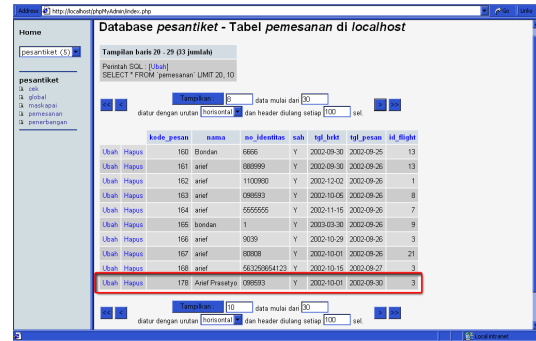 Address http://localhost/phpMyAdmin/index.php Go Links
Home
pesantiket (5)
pesantiket
cek
global
maskapai
pemesanan
penerbangan
Database pesantiket - Tabel pemesanan di localhost
Tampilan baris 20 - 29 (33 jumlah)
Perintah SQL : [Ubah]
SELECT * FROM `pemesanan` LIMIT 20, 10
<< < Tampilkan : 8 data mulai dari 30 > >>
diatur dengan urutan horisontal dan header diulang setiap 100 sel.
kode_pesan nama no_identitas sah tgl_brkt tgl_pesan id_flight
Ubah Hapus 160 Bondan 6666 Y 2002-09-30 2002-09-25 13
Ubah Hapus 161 arief 888999 Y 2002-09-30 2002-09-26 13
Ubah Hapus 162 arief 1100980 Y 2002-12-02 2002-09-26 1
Ubah Hapus 163 arief 098593 Y 2002-10-05 2002-09-26 8
Ubah Hapus 164 arief 5555555 Y 2002-11-15 2002-09-26 7
Ubah Hapus 165 bondan 1 Y 2003-03-30 2002-09-26 9
Ubah Hapus 166 arief 9039 Y 2002-10-29 2002-09-26 3
Ubah Hapus 167 arief 80808 Y 2002-10-01 2002-09-26 21
Ubah Hapus 168 arief 563258654123 Y 2002-10-15 2002-09-27 3
Ubah Hapus 178 Arief Prasetyo 098593 Y 2002-10-01 2002-09-30 3
<< < Tampilkan : 10 data mulai dari 30 > >>
diatur dengan urutan horisontal dan header diulang setiap 100 sel.
Local intranet